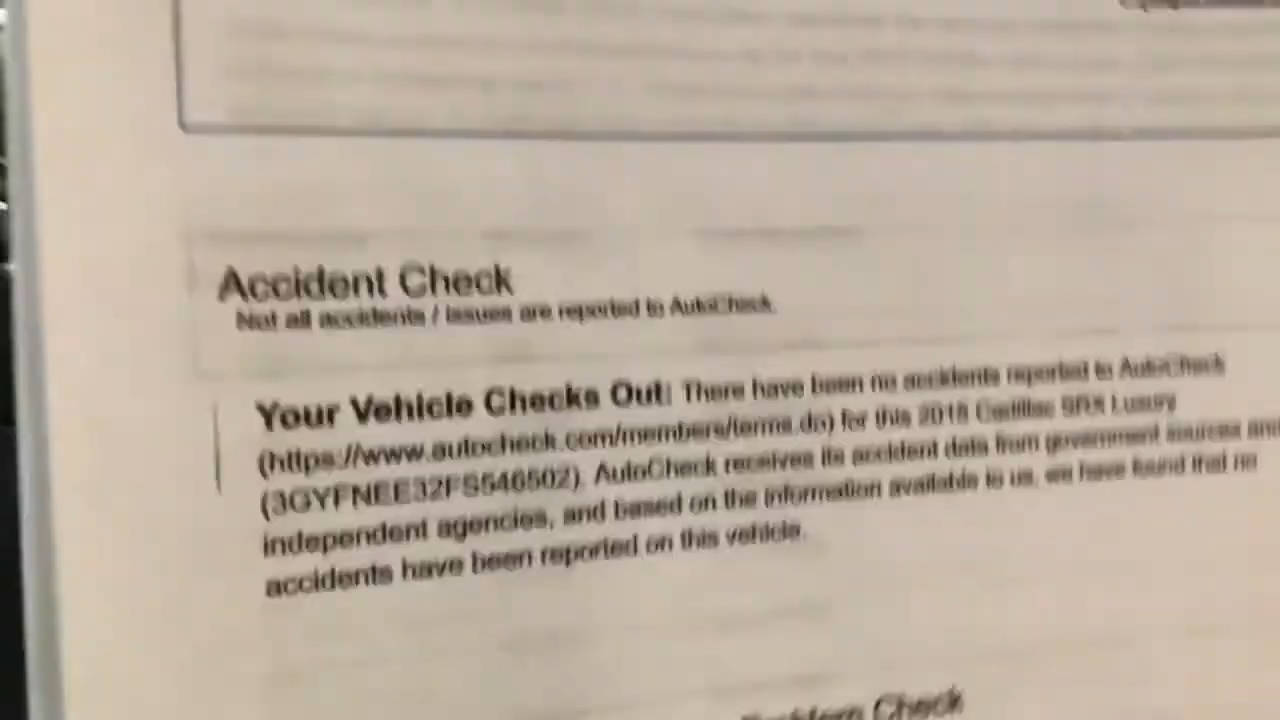 Accident Check
Not all accidents / issues are reported to AutoCheck.
Your Vehicle Checks Out: There have been no accidents reported to AutoCheck
(https://www.autocheck.com/members/terms.do) for this 2015 Cadillac SRX Luxury
(3GYFNEE32FS546502). AutoCheck receives its accident data from government sources and
independent agencies, and based on the information available to us, we have found that no
accidents have been reported on this vehicle.
Check